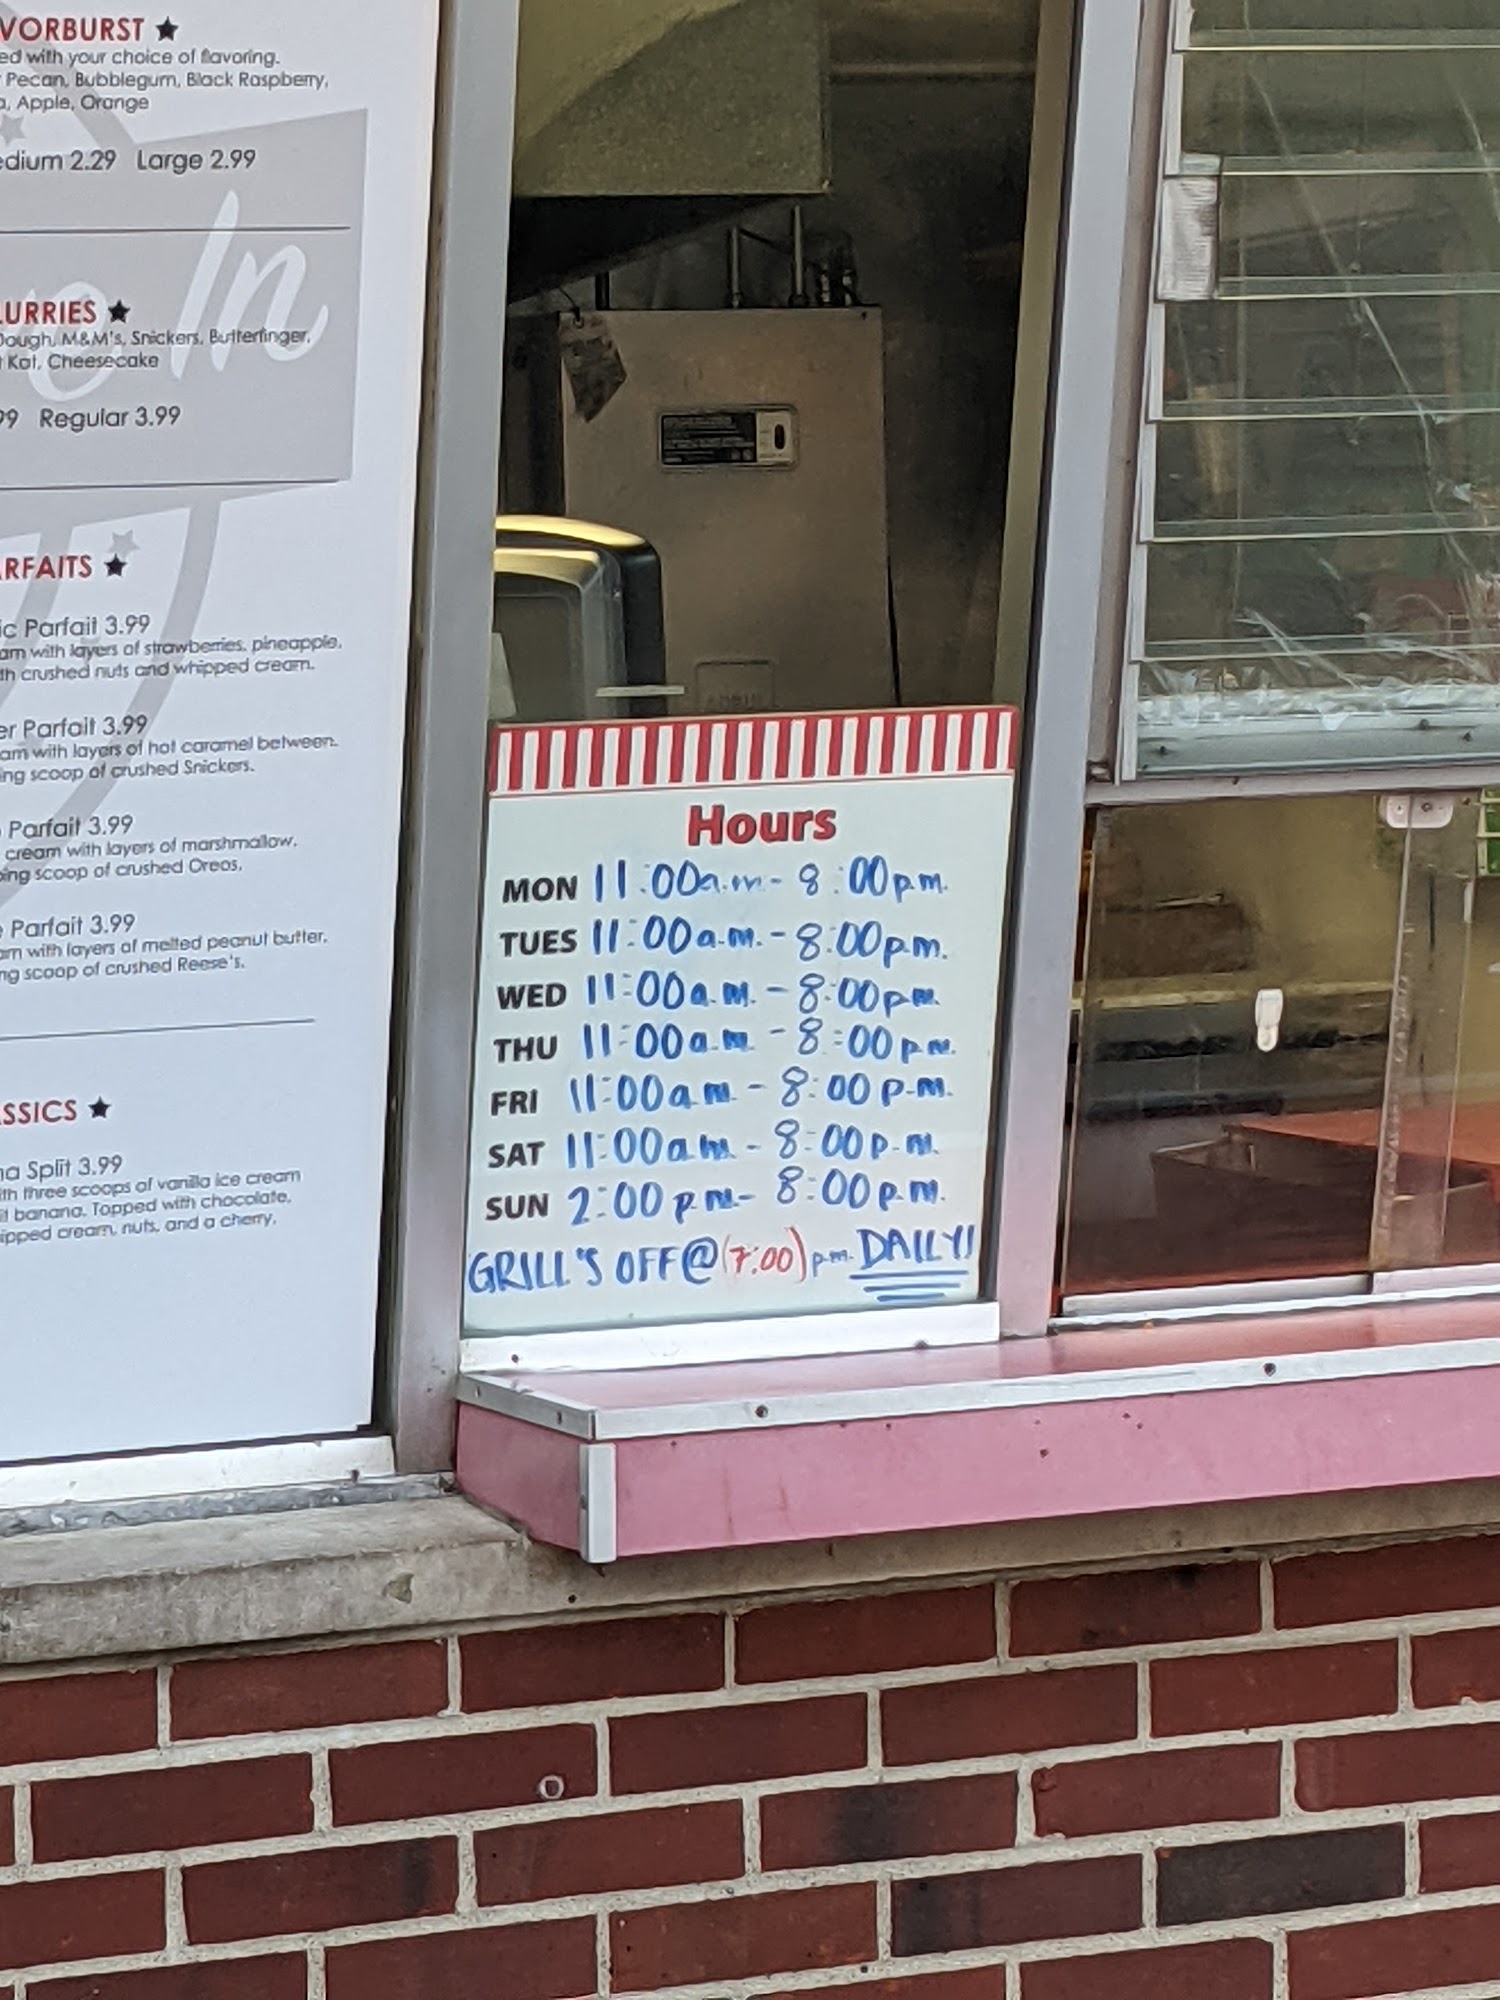 VORBURST ★
ed with your choice of flavoring.
Pecan, Bubblegum, Black Raspberry,
Apple, Orange
edium 2.29 Large 2.99
In
LURRIES ★
Dough, M&M's, Snickers, Butterfinger,
Kat, Cheesecake
99 Regular 3.99
RFAITS ★
ic Parfait 3.99
am with layers of strawberries, pineapple,
th crushed nuts and whipped cream.
er Parfait 3.99
am with layers of hot caramel between.
ing scoop of crushed Snickers.
Parfait 3.99
cream with layers of marshmallow.
ping scoop of crushed Oreos.
Parfait 3.99
am with layers of melted peanut butter.
ng scoop of crushed Reese's.
SSICS ★
na Split 3.99
ith three scoops of vanilla ice cream
it banana. Topped with chocolate,
ipped cream, nuts, and a cherry.
Hours
MON 11:00a.m.- 8:00p.m.
TUES 11:00a.m.- 8:00p.m.
WED 11:00a.m.- 8:00p.m.
THU 11:00a.m - 8:00p.m.
FRI 11:00a.m - 8:00p.m.
SAT 11:00a.m. - 8:00p.m.
SUN 2:00p.m.- 8:00p.m.
GRILL'S OFF@(7:00)p.m. DAILY!